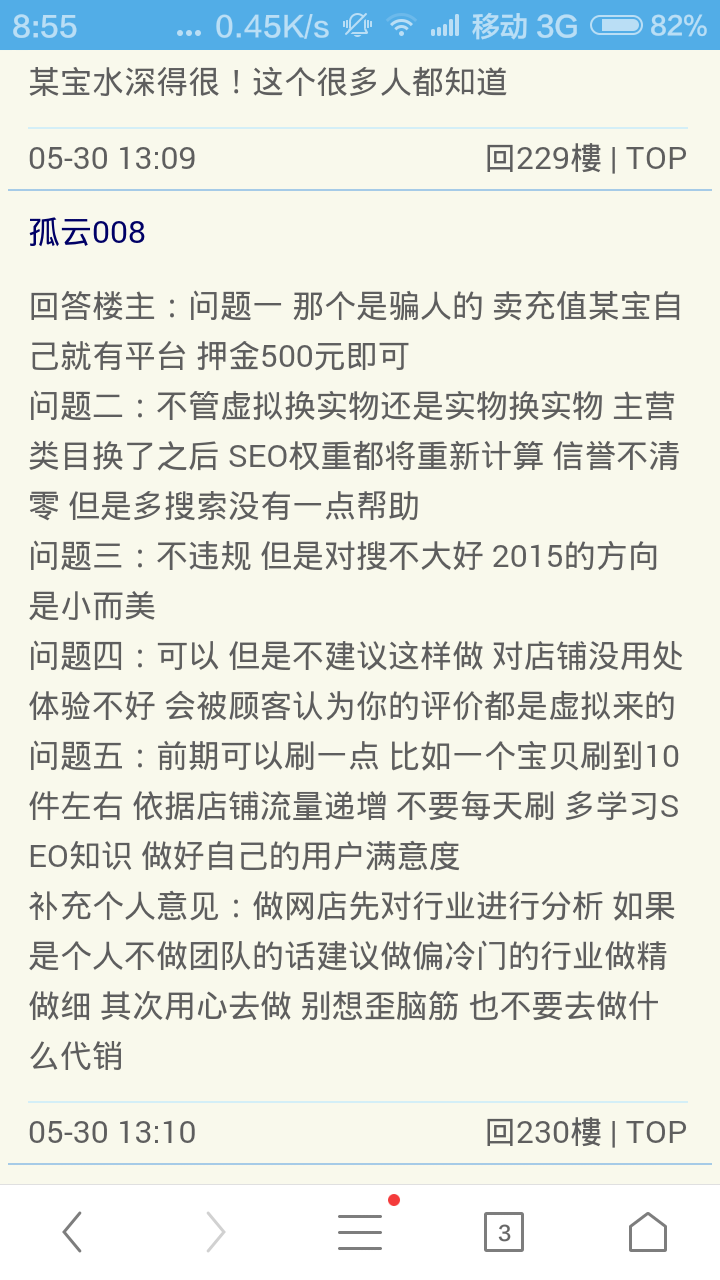 8:55 ... 0.45K/s 移动 3G 82%
某宝水深得很！这个很多人都知道
05-30 13:09 回229樓 | TOP
孤云008
回答楼主：问题一 那个是骗人的 卖充值某宝自
己就有平台 押金500元即可
问题二：不管虚拟换实物还是实物换实物 主营
类目换了之后 SEO权重都将重新计算 信誉不清
零 但是多搜索没有一点帮助
问题三：不违规 但是对搜不大好 2015的方向
是小而美
问题四：可以 但是不建议这样做 对店铺没用处
体验不好 会被顾客认为你的评价都是虚拟来的
问题五：前期可以刷一点 比如一个宝贝刷到10
件左右 依据店铺流量递增 不要每天刷 多学习S
EO知识 做好自己的用户满意度
补充个人意见：做网店先对行业进行分析 如果
是个人不做团队的话建议做偏冷门的行业做精
做细 其次用心去做 别想歪脑筋 也不要去做什
么代销
05-30 13:10 回230樓 | TOP
3